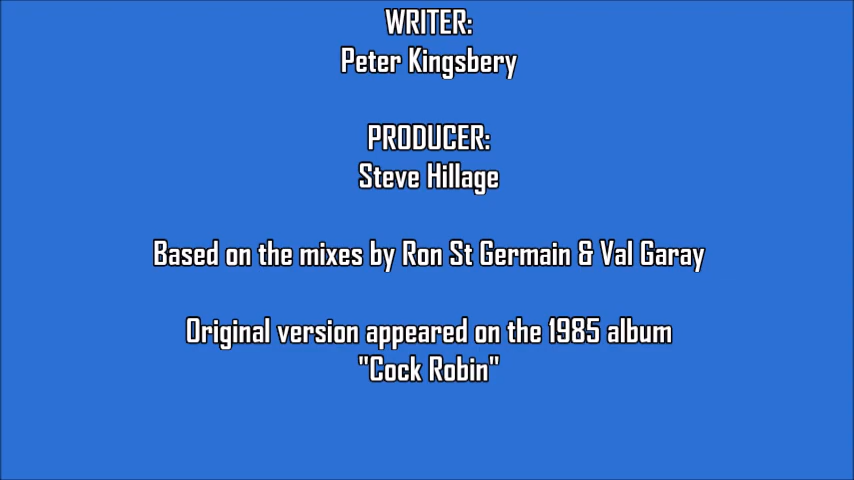 WRITER:
Peter Kingsbery
PRODUCER:
Steve Hillage
Based on the mixes by Ron St Germain & Val Garay
Original version appeared on the 1985 album
"Cock Robin"